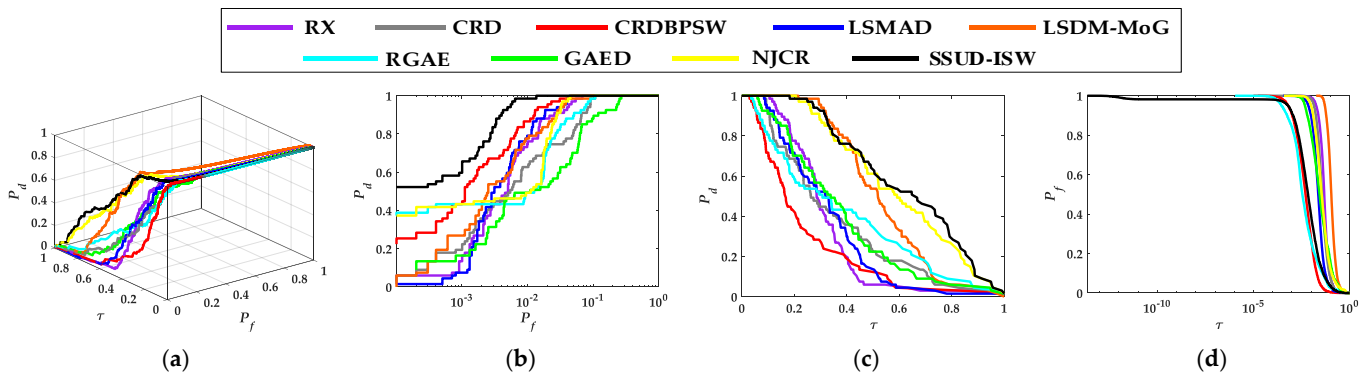 RX CRD CRDBPSW LSMAD LSDM-MoG
RGAE GAED NJCR SSUD-ISW
1
0.8
0.6
0.4
0.2
0
P_d
1
0.8
0.6
0.4
0.2
0
τ
0
0.2
0.4
0.6
0.8
1
P_f
(a)
1
0.8
0.6
0.4
0.2
0
P_d
10^-3 10^-2 10^-1 10^0
P_f
(b)
1
0.8
0.6
0.4
0.2
0
P_d
0 0.2 0.4 0.6 0.8 1
τ
(c)
1
0.8
0.6
0.4
0.2
0
P_f
10^-10 10^-5 10^0
τ
(d)